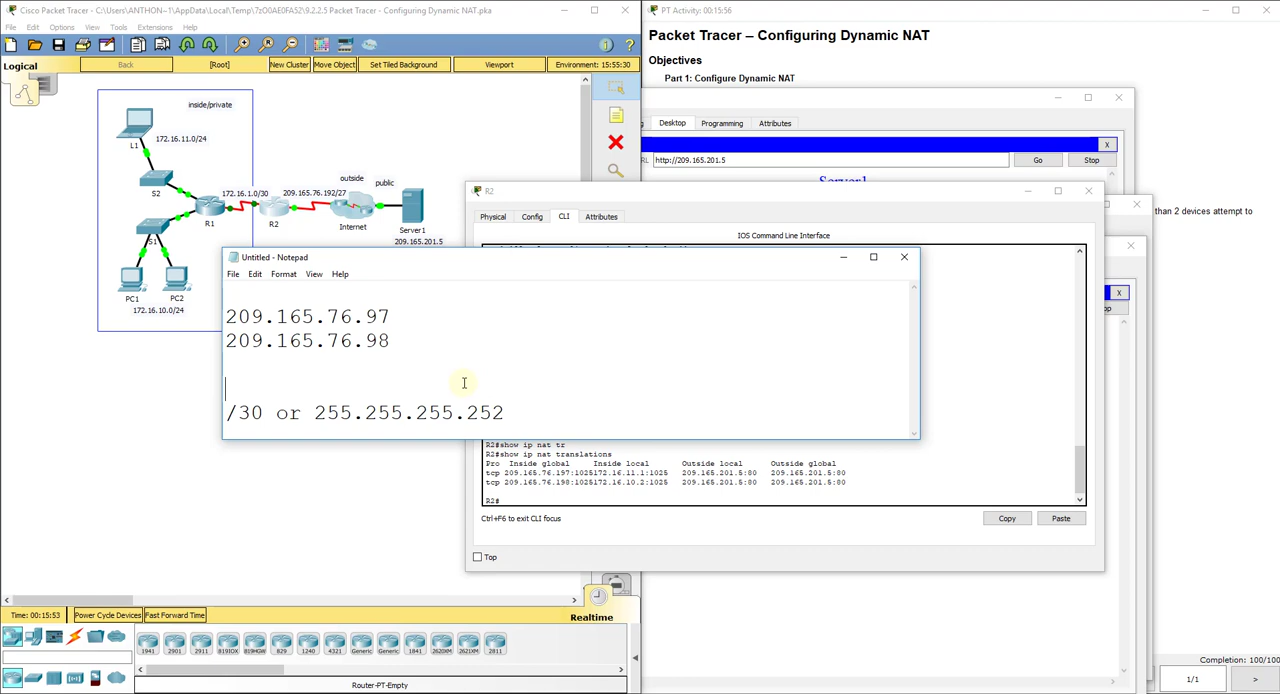 Cisco Packet Tracer - C:\Users\ANTHON~1\AppData\Local\Temp\7zO0AE0FA52\9.2.2.5 Packet Tracer - Configuring Dynamic NAT.pka
File Edit Options View Tools Extensions Help
Logical
Back
[Root]
New Cluster
Move Object
Set Tiled Background
Viewport
Environment: 15:55:30
inside/private
L1
172.16.11.0/24
S2
172.16.1.0/30
R1
R2
209.165.76.192/27
outside
public
Internet
Server1
209.165.201.5
S1
PC1
PC2
172.16.10.0/24
PT Activity: 00:15:56
Packet Tracer – Configuring Dynamic NAT
Objectives
Part 1: Configure Dynamic NAT
Desktop
Programming
Attributes
X
http://209.165.201.5
Go
Stop
than 2 devices attempt to
R2
Physical
Config
CLI
Attributes
IOS Command Line Interface
Untitled - Notepad
File Edit Format View Help
209.165.76.97
209.165.76.98
/30 or 255.255.255.252
X
R2#show ip nat tr
R2#show ip nat translations
Pro Inside global Inside local Outside local Outside global
tcp 209.165.76.197:1025172.16.11.1:1025 209.165.201.5:80 209.165.201.5:80
tcp 209.165.76.198:1025172.16.10.2:1025 209.165.201.5:80 209.165.201.5:80
R2#
Ctrl+F6 to exit CLI focus
Copy
Paste
Top
Time: 00:15:53
Power Cycle Devices
Fast Forward Time
Realtime
1941 2901 2911 819IOX 819HGW 829 1240 4321 Generic Generic 1841 2620XM 2621XM 2811
Router-PT-Empty
Completion: 100/100
1/1
>